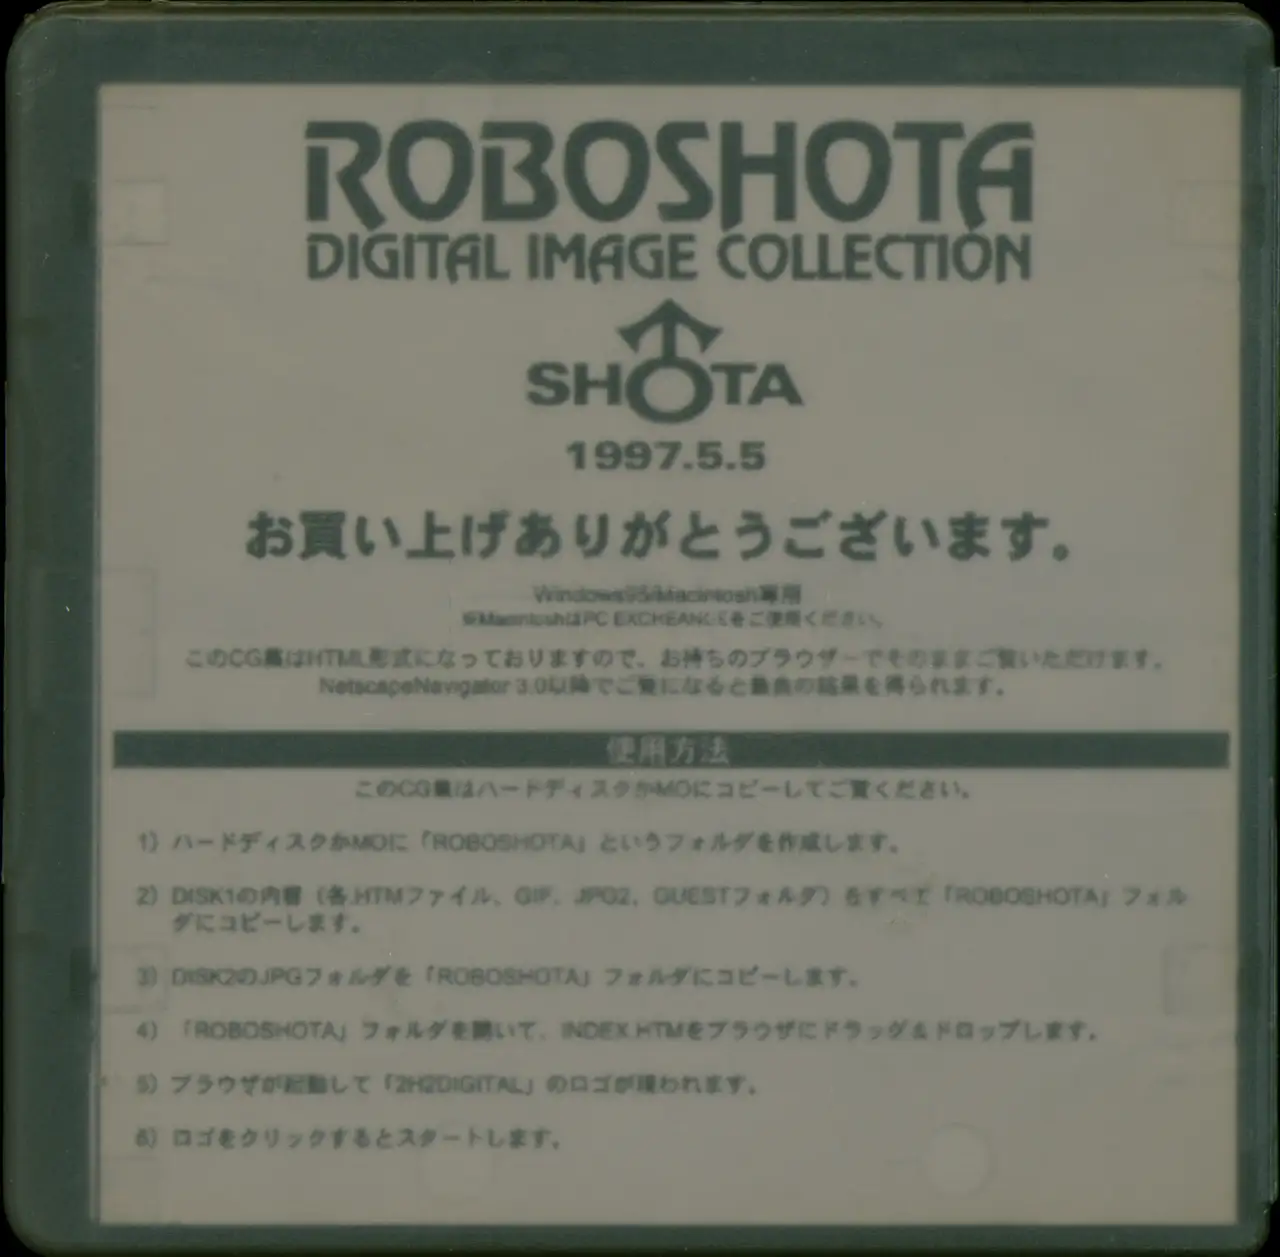 ROBOSHOTA
DIGITAL IMAGE COLLECTION
SHOTA
1997.5.5
お買い上げありがとうございます。
Windows95/Macintosh専用
※MacintoshはPC EXCHEANGEをご使用ください。
このCG集はHTML形式になっておりますので、お持ちのブラウザーでそのままご覧いただけます。
NetscapeNavigator 3.0以降でご覧になると最良の結果を得られます。
使用方法
このCG集はハードディスクかMOにコピーしてご覧ください。
1）ハードディスクかMOに「ROBOSHOTA」というフォルダを作成します。
2）DISK1の内容（各.HTMファイル、GIF、JPG2、GUESTフォルダ）をすべて「ROBOSHOTA」フォル
ダにコピーします。
3）DISK2のJPGフォルダを「ROBOSHOTA」フォルダにコピーします。
4）「ROBOSHOTA」フォルダを開いて、INDEX.HTMをブラウザにドラッグ＆ドロップします。
5）ブラウザが起動して「2H2DIGITAL」のロゴが現われます。
6）ロゴをクリックするとスタートします。